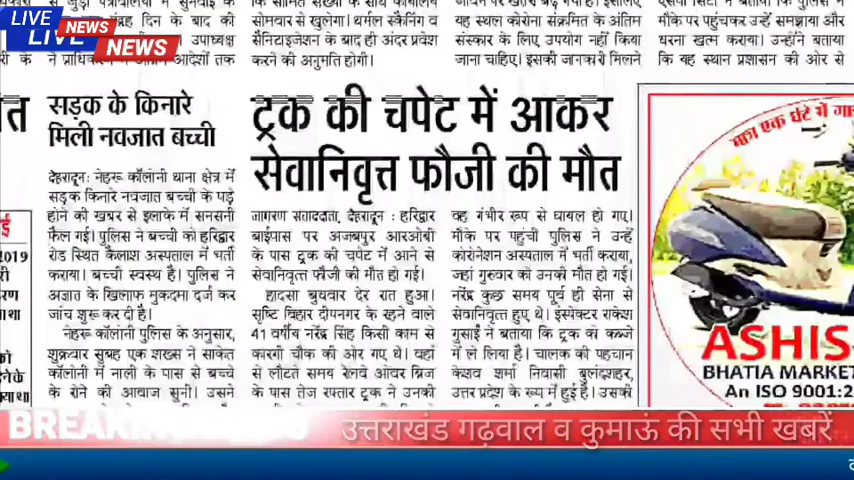 LIVE NEWS
LIVE NEWS
सोमवार से खुलेगा। थर्मल स्कैनिंग व
सैनिटाइजेशन के बाद ही अंदर प्रवेश
करने की अनुमति होगी।
यह स्थल कोरोना संक्रमित के अंतिम
संस्कार के लिए उपयोग नहीं किया
जाना चाहिए। इसकी जानकारी मिलने
मौके पर पहुंचकर उन्हें समझाया और
धरना खत्म कराया। उन्होंने बताया
कि यह स्थान प्रशासन की ओर से
सड़क के किनारे
मिली नवजात बच्ची
देहरादून: नेहरू कॉलोनी थाना क्षेत्र में
सड़क किनारे नवजात बच्ची के पड़े
होने की खबर से इलाके में सनसनी
फैल गई। पुलिस ने बच्ची को हरिद्वार
रोड स्थित कैलाश अस्पताल में भर्ती
कराया। बच्ची स्वस्थ है। पुलिस ने
अज्ञात के खिलाफ मुकदमा दर्ज कर
जांच शुरू कर दी है।
नेहरू कॉलोनी पुलिस के अनुसार,
शुक्रवार सुबह एक शख्स ने साकेत
कॉलोनी में नाली के पास से बच्चे
के रोने की आवाज सुनी। उसने
ट्रक की चपेट में आकर
सेवानिवृत्त फौजी की मौत
जागरण संवाददाता, देहरादून : हरिद्वार
बाईपास पर अजबपुर आरओबी
के पास ट्रक की चपेट में आने से
सेवानिवृत्त फौजी की मौत हो गई।
हादसा बुधवार देर रात हुआ।
सृष्टि विहार दीपनगर के रहने वाले
41 वर्षीय नरेंद्र सिंह किसी काम से
कारगी चौक की ओर गए थे। वहां
से लौटते समय रेलवे ओवर ब्रिज
के पास तेज रफ्तार ट्रक ने उनकी
वह गंभीर रूप से घायल हो गए।
मौके पर पहुंची पुलिस ने उन्हें
कोरोनेशन अस्पताल में भर्ती कराया,
जहां गुरुवार को उनकी मौत हो गई।
नरेंद्र कुछ समय पूर्व ही सेना से
सेवानिवृत्त हुए थे। इंस्पेक्टर राकेश
गुसाईं ने बताया कि ट्रक को कब्जे
में ले लिया है। चालक की पहचान
केशव शर्मा निवासी बुलंदशहर,
उत्तर प्रदेश के रूप में हुई है। उसकी
मात्र एक घंटे में
ASHIS
BHATIA MARKET
An ISO 9001:2
उत्तराखंड गढ़वाल व कुमाऊं की सभी खबरें